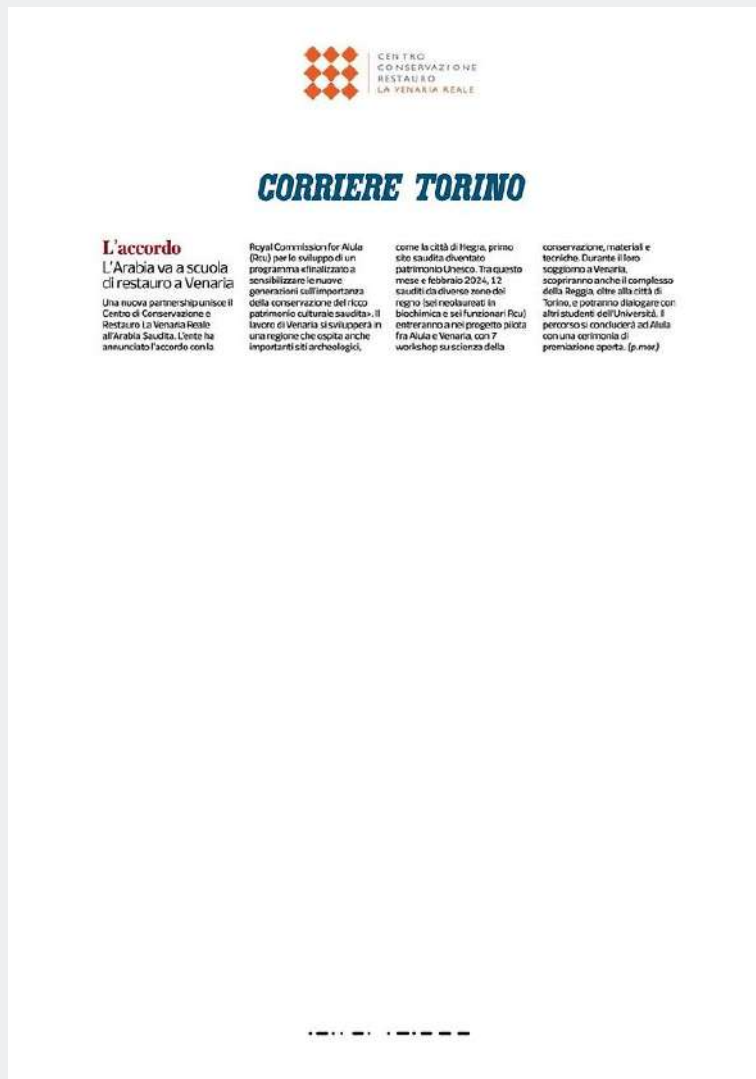 CENTRO
CONSERVAZIONE
RESTAURO
LA VENARIA REALE
CORRIERE TORINO
L'accordo
L'Arabia va a scuola
di restauro a Venaria
Una nuova partnership unisce il
Centro di Conservazione e
Restauro La Venaria Reale
all'Arabia Saudita. L'ente ha
annunciato l'accordo con la
Royal Commission for Alula
(Rcu) per lo sviluppo di un
programma «finalizzato a
sensibilizzare le nuove
generazioni sull'importanza
della conservazione del ricco
patrimonio culturale saudita». Il
lavoro di Venaria si svilupperà in
una regione che ospita anche
importanti siti archeologici,
come la città di Hegra, primo
sito saudita diventato
patrimonio Unesco. Tra questo
mese e febbraio 2024, 12
sauditi da diverse zone del
regno (sei neolaureati in
biochimica e sei funzionari Rcu)
entreranno a nel progetto pilota
fra Alula e Venaria, con 7
workshop su scienza della
conservazione, materiali e
tecniche. Durante il loro
soggiorno a Venaria,
scopriranno anche il complesso
della Reggia, oltre alla città di
Torino, e potranno dialogare con
altri studenti dell'Università. Il
percorso si concluderà ad Alula
con una cerimonia di
premiazione aperta. (p.mor.)